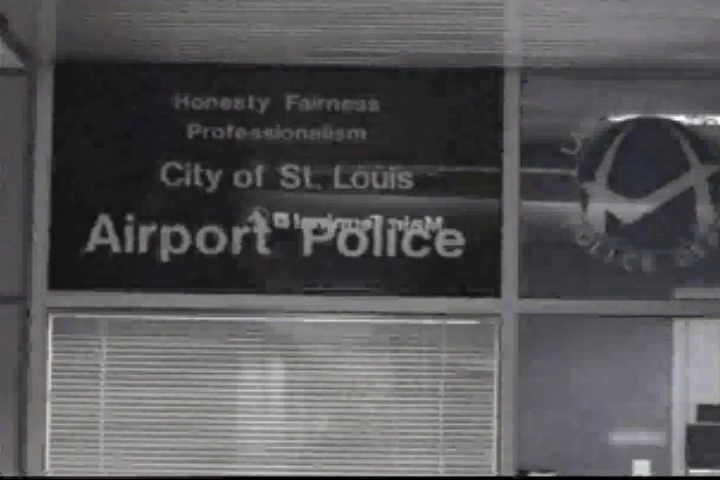 Honesty Fairness
Professionalism
City of St. Louis
Airport Police